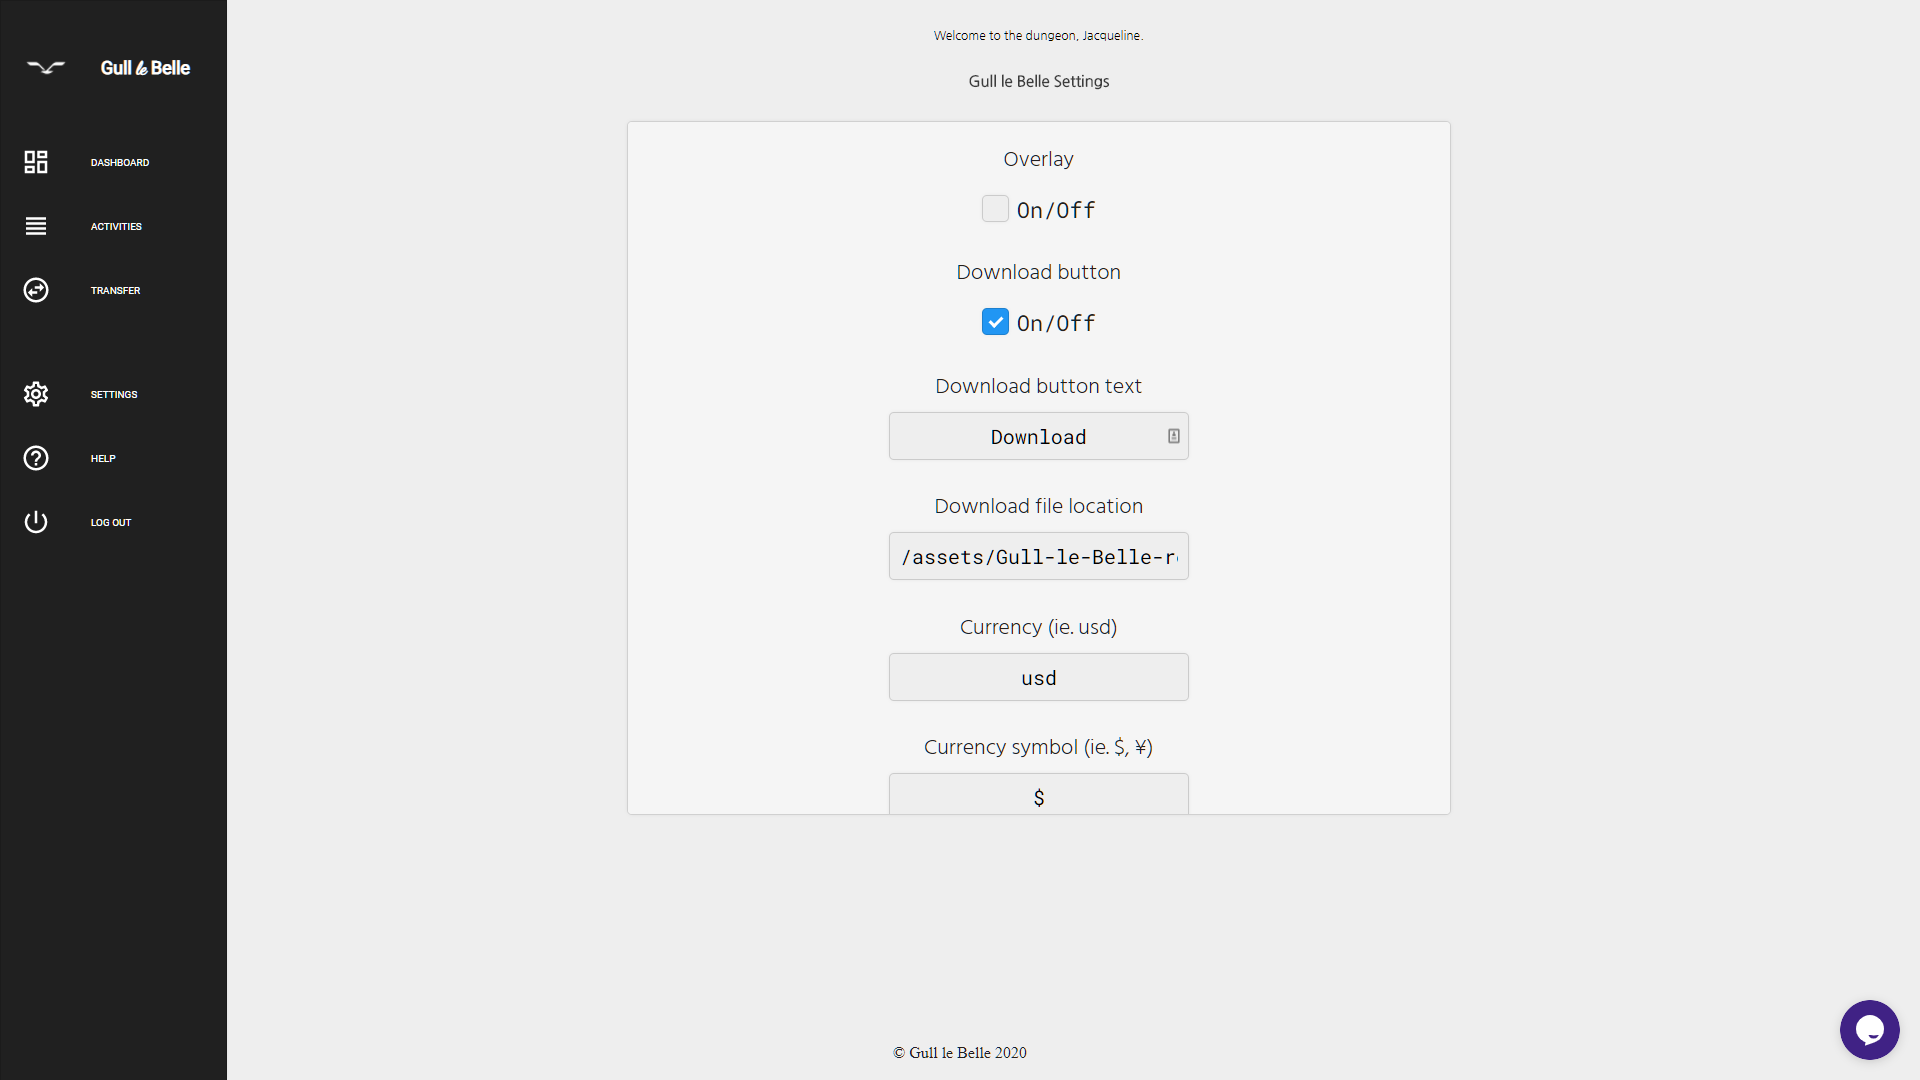 Gull le Belle
DASHBOARD
ACTIVITIES
TRANSFER
SETTINGS
HELP
LOG OUT
Welcome to the dungeon, Jacqueline.
Gull le Belle Settings
Overlay
On/Off
Download button
On/Off
Download button text
Download
Download file location
/assets/Gull-le-Belle-r
Currency (ie. usd)
usd
Currency symbol (ie. $, ¥)
$
© Gull le Belle 2020